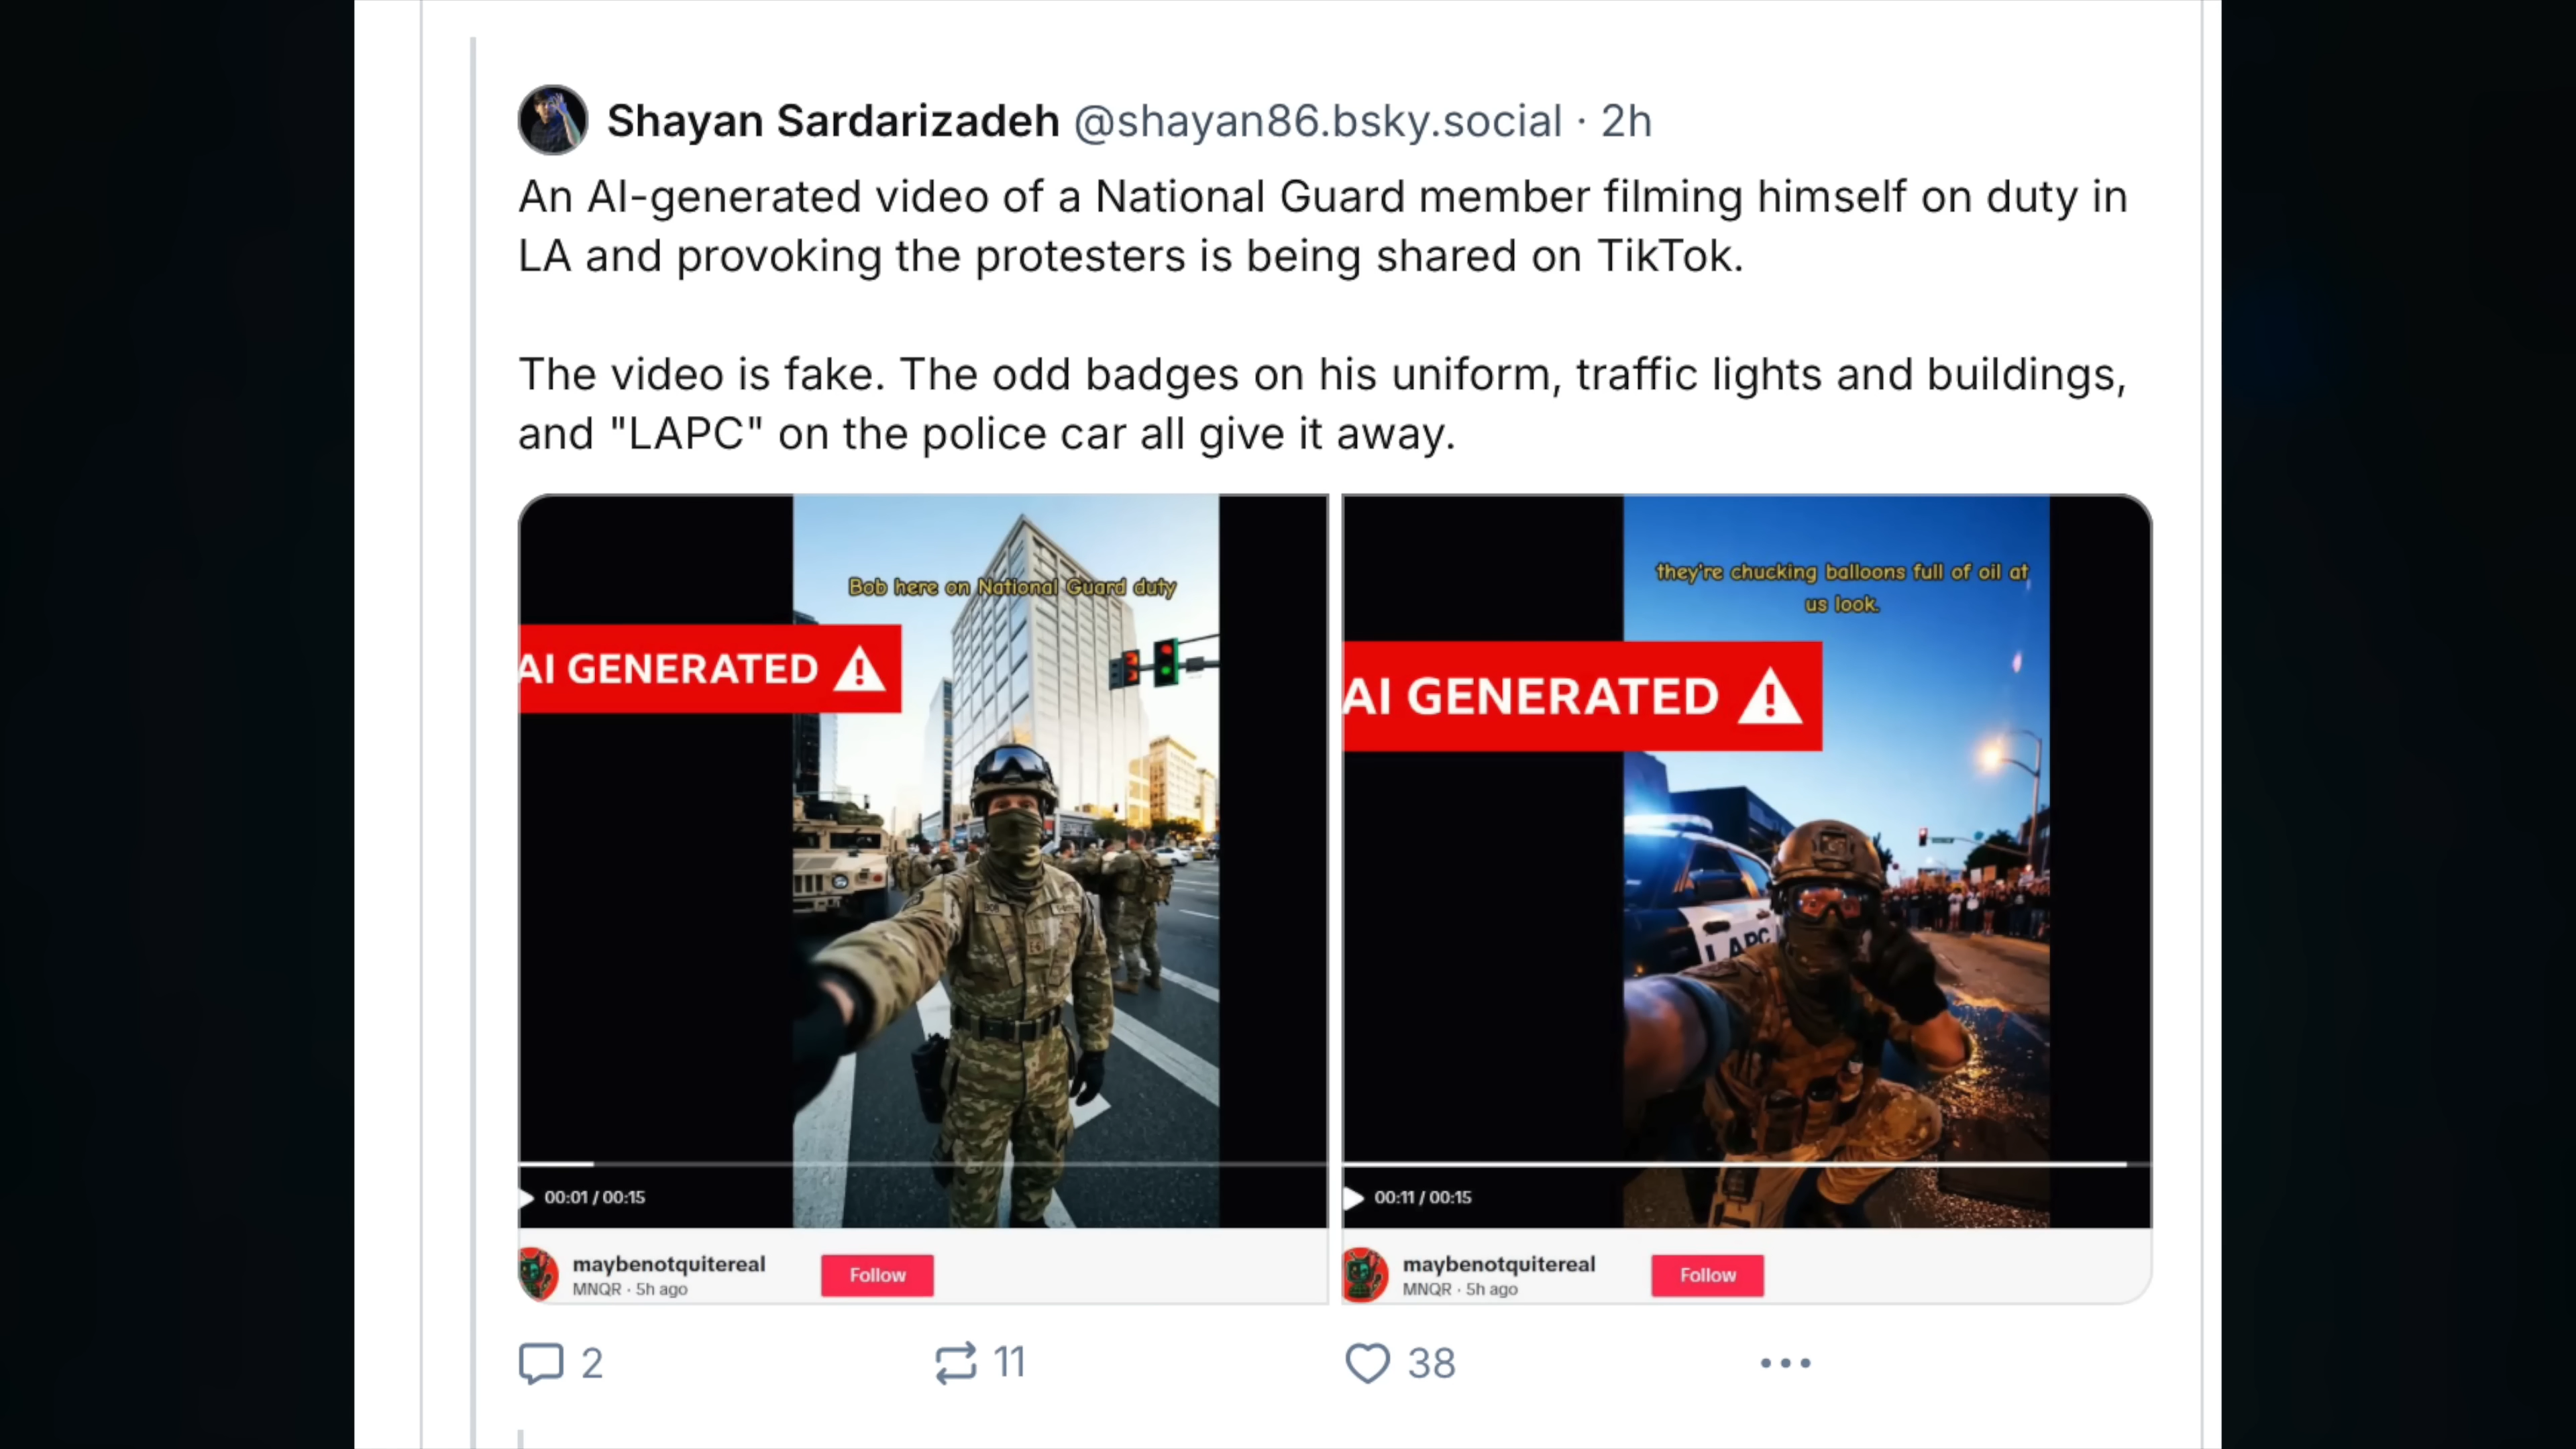 Shayan Sardarizadeh @shayan86.bsky.social · 2h
An AI-generated video of a National Guard member filming himself on duty in
LA and provoking the protesters is being shared on TikTok.
The video is fake. The odd badges on his uniform, traffic lights and buildings,
and "LAPC" on the police car all give it away.
Bob here on National Guard duty
AI GENERATED
BOB
00:01 / 00:15
maybenotquitereal
MNQR · 5h ago
Follow
they're chucking balloons full of oil at
us look.
AI GENERATED
LAPC
00:11 / 00:15
maybenotquitereal
MNQR · 5h ago
Follow
2
11
38